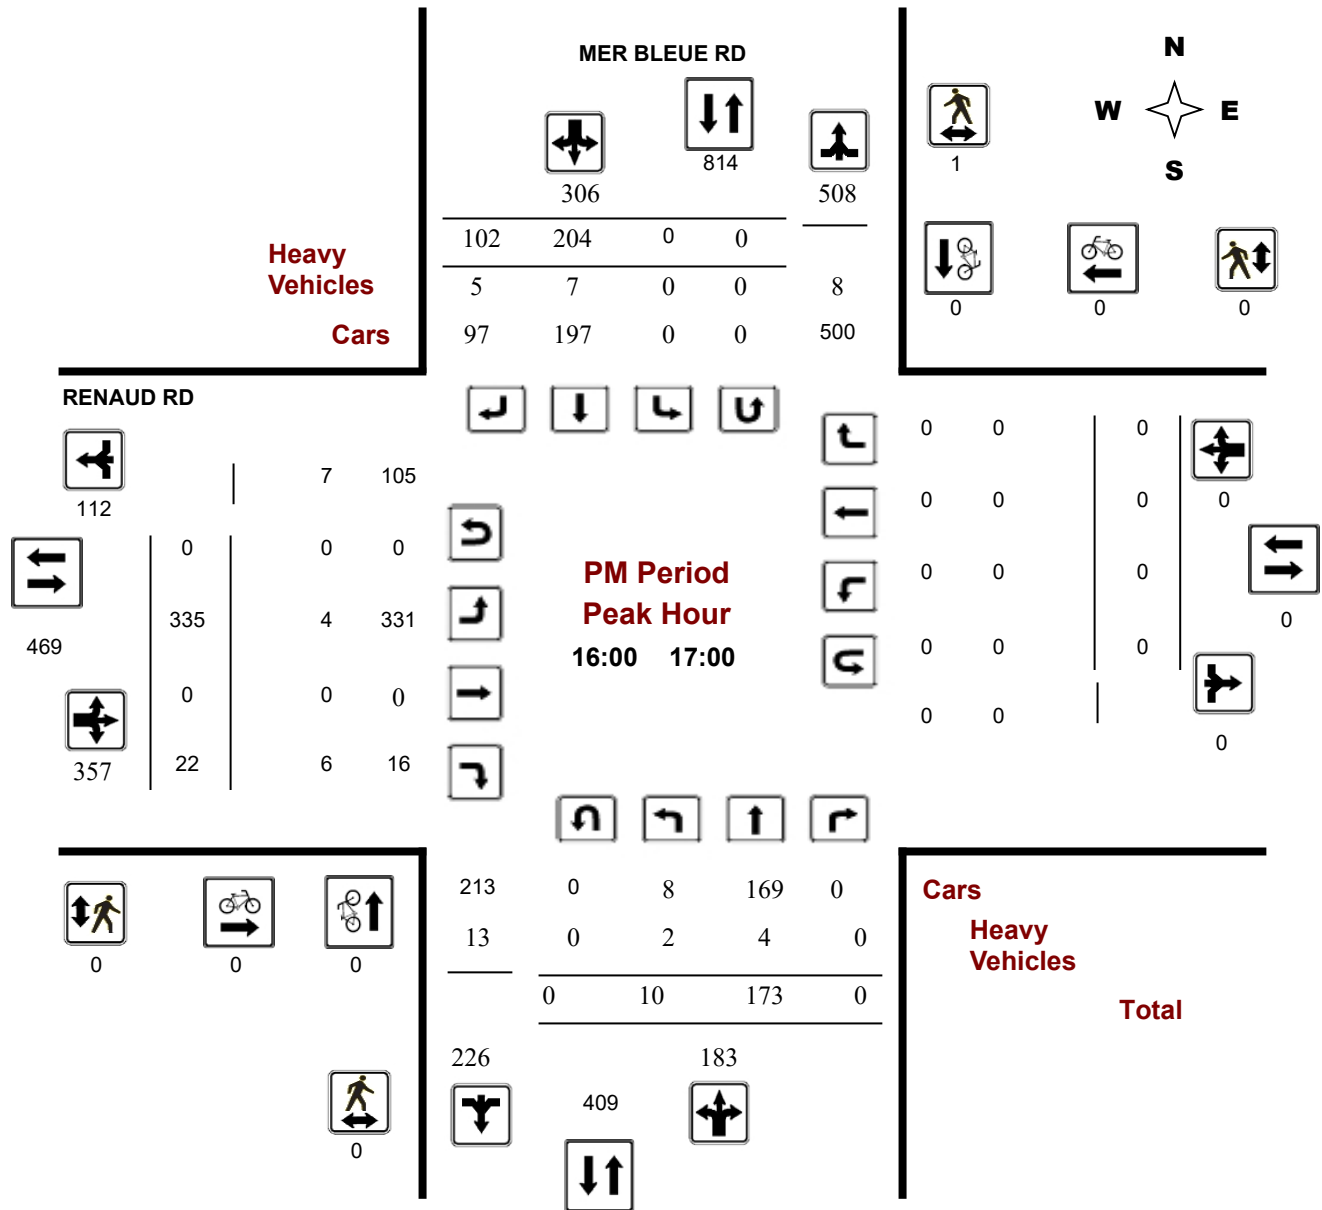 MER BLEUE RD
N
W E
S
306 814 508 1
102 204 0 0
Heavy
Vehicles 5 7 0 0 8
Cars 97 197 0 0 500
0 0 0
RENAUD RD
112 7 105
0 0 0
469 335 4 331
0 0 0
357 22 6 16
PM Period
Peak Hour
16:00 17:00
0 0 0
0 0 0 0
0 0 0
0
0 0 0
0 0
0
213 0 8 169 0 Cars
13 0 2 4 0 Heavy
Vehicles
0 0 0
0 10 173 0 Total
226 183
409
0